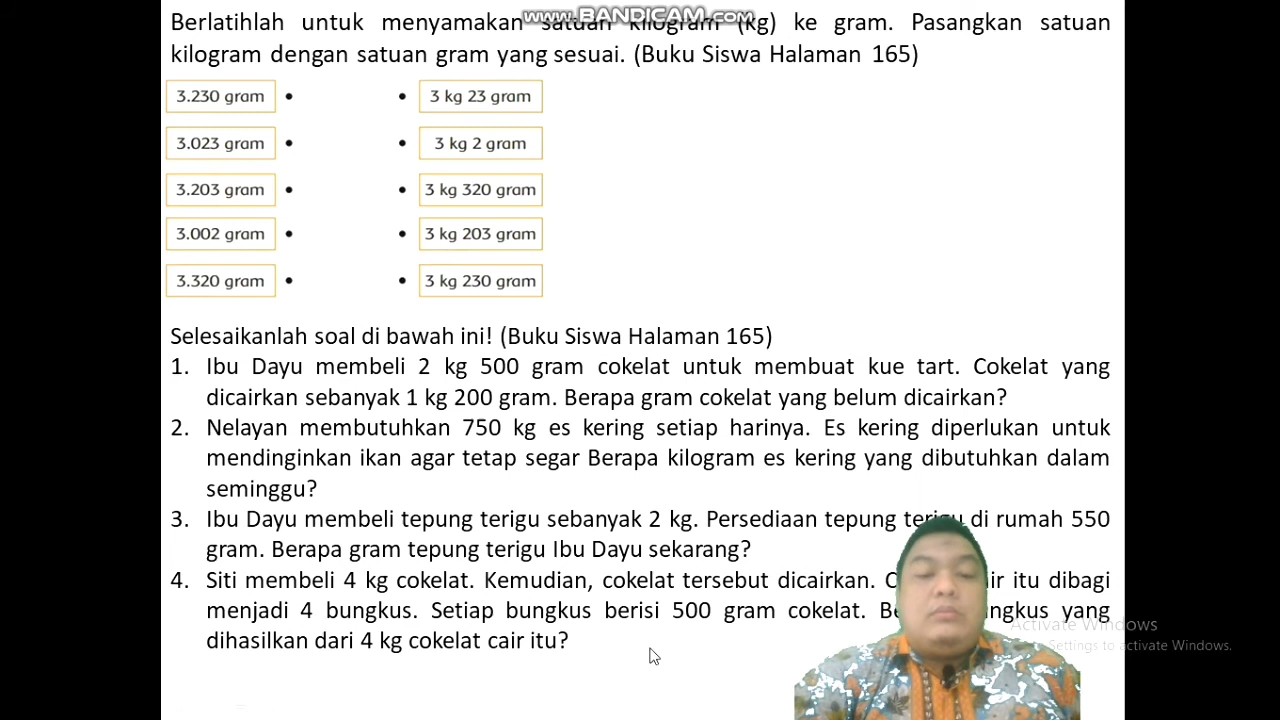 www.BANDICAM.com
Berlatihlah untuk menyamakan satuan kilogram (kg) ke gram. Pasangkan satuan
kilogram dengan satuan gram yang sesuai. (Buku Siswa Halaman 165)
3.230 gram • • 3 kg 23 gram
3.023 gram • • 3 kg 2 gram
3.203 gram • • 3 kg 320 gram
3.002 gram • • 3 kg 203 gram
3.320 gram • • 3 kg 230 gram
Selesaikanlah soal di bawah ini! (Buku Siswa Halaman 165)
1. Ibu Dayu membeli 2 kg 500 gram cokelat untuk membuat kue tart. Cokelat yang
dicairkan sebanyak 1 kg 200 gram. Berapa gram cokelat yang belum dicairkan?
2. Nelayan membutuhkan 750 kg es kering setiap harinya. Es kering diperlukan untuk
mendinginkan ikan agar tetap segar Berapa kilogram es kering yang dibutuhkan dalam
seminggu?
3. Ibu Dayu membeli tepung terigu sebanyak 2 kg. Persediaan tepung terigu di rumah 550
gram. Berapa gram tepung terigu Ibu Dayu sekarang?
4. Siti membeli 4 kg cokelat. Kemudian, cokelat tersebut dicairkan. itu dibagi
menjadi 4 bungkus. Setiap bungkus berisi 500 gram cokelat. yang
dihasilkan dari 4 kg cokelat cair itu?
Activate Windows
Settings to activate Windows.